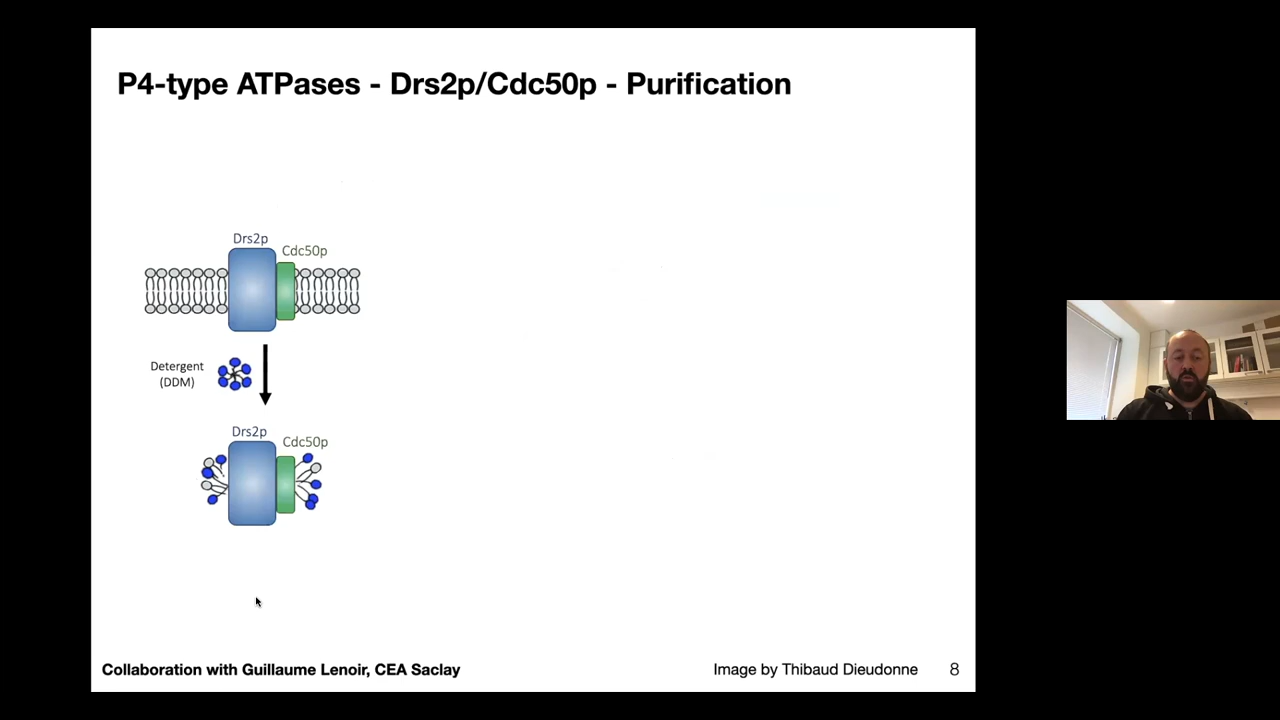 P4-type ATPases - Drs2p/Cdc50p - Purification
Drs2p
Cdc50p
Detergent
(DDM)
Drs2p
Cdc50p
Collaboration with Guillaume Lenoir, CEA Saclay
Image by Thibaud Dieudonne
8